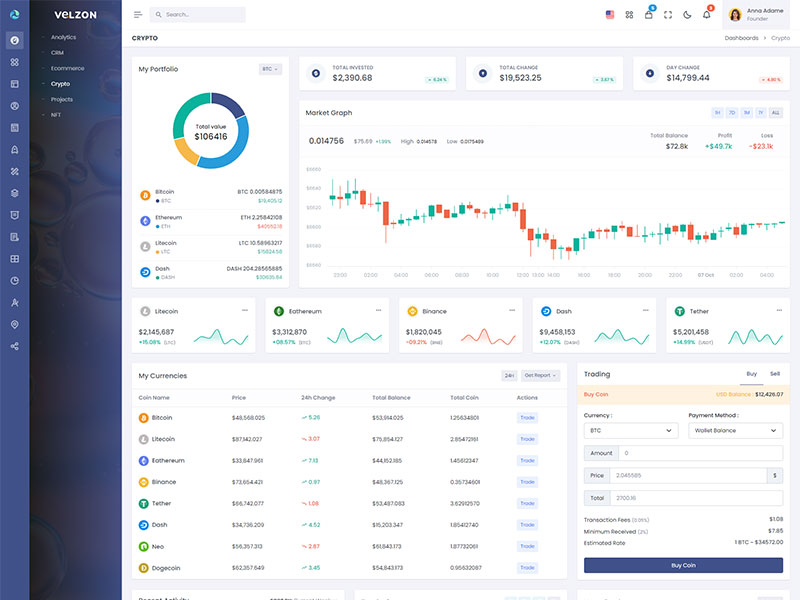 VELZON
Search...
5
Anna Adame
Founder
Analytics
CRM
Ecommerce
Crypto
Projects
NFT
CRYPTO
Dashboards > Crypto
My Portfolio
BTC
Total value
$106416
Bitcoin
BTC
BTC 0.00584875
$19,405.12
Ethereum
ETH
ETH 2.25842108
$40552.18
Litecoin
LTC
LTC 10.58963217
$15824.58
Dash
DASH
DASH 204.28565885
$30635.84
TOTAL INVESTED
$2,390.68
6.24 %
TOTAL CHANGE
$19,523.25
3.67 %
DAY CHANGE
$14,799.44
4.80 %
Market Graph
1H 7D 1M 1Y ALL
0.014756
$75.69 +1.99%
High 0.014578
Low 0.0175489
Total Balance
$72.8k
Profit
+$49.7k
Loss
-$23.1k
$6660
$6640
$6620
$6600
$6580
$6560
23:00 02:00 04:00 06:00 08:00 10:00 12:00 13:00 14:00 16:00 18:00 20:00 22:00 07 Oct 02:00 04:00
Litecoin
$2,145,687
+15.08% (LTC)
Eathereum
$3,312,870
+08.57% (ETC)
Binance
$1,820,045
-09.21% (BNB)
Dash
$9,458,153
+12.07% (DASH)
Tether
$5,201,458
+14.99% (USDT)
My Currencies
24H
Get Report
Coin Name Price 24h Change Total Balance Total Coin Actions
Bitcoin $48,568.025 5.26 $53,914.025 1.25634801 Trade
Litecoin $87,142.027 3.07 $75,854.127 2.85472161 Trade
Eathereum $33,847.961 7.13 $44,152.185 1.45612347 Trade
Binance $73,654.421 0.97 $48,367.125 0.35734601 Trade
Tether $66,742.077 1.08 $53,487.083 3.62912570 Trade
Dash $34,736.209 4.52 $15,203.347 1.85412740 Trade
Neo $56,357.313 2.87 $61,843.173 1.87732061 Trade
Dogecoin $62,357.649 3.45 $54,843.173 0.95632087 Trade
Trading
Buy Sell
Buy Coin
USD Balance : $12,426.07
Currency :
BTC
Payment Method :
Wallet Balance
Amount 0
Price 2.045585 $
Total 2700.16
Transaction Fees (0.05%) $1.08
Minimum Received (2%) $7.85
Estimated Rate 1 BTC ~ $34572.00
Buy Coin
Recent Activity